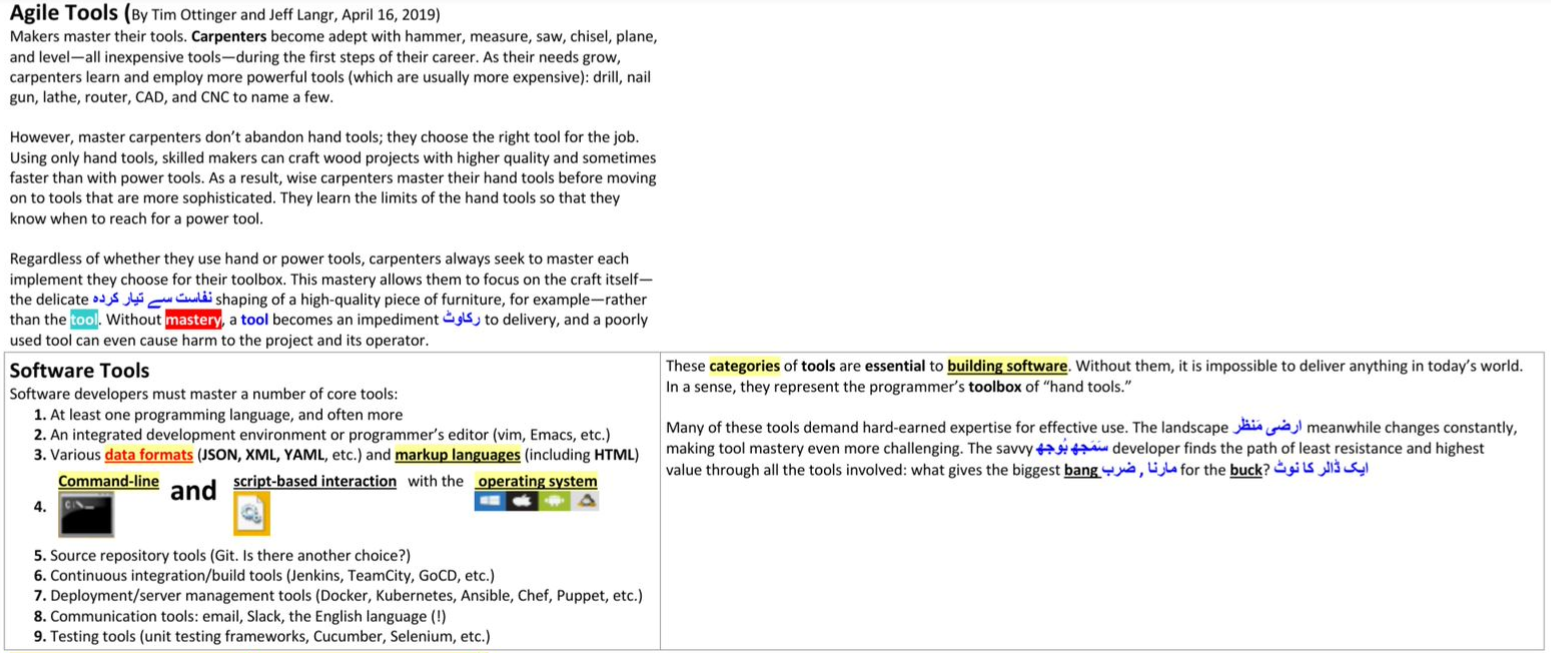 Agile Tools (By Tim Ottinger and Jeff Langr, April 16, 2019)
Makers master their tools. Carpenters become adept with hammer, measure, saw, chisel, plane,
and level—all inexpensive tools—during the first steps of their career. As their needs grow,
carpenters learn and employ more powerful tools (which are usually more expensive): drill, nail
gun, lathe, router, CAD, and CNC to name a few.
However, master carpenters don’t abandon hand tools; they choose the right tool for the job.
Using only hand tools, skilled makers can craft wood projects with higher quality and sometimes
faster than with power tools. As a result, wise carpenters master their hand tools before moving
on to tools that are more sophisticated. They learn the limits of the hand tools so that they
know when to reach for a power tool.
Regardless of whether they use hand or power tools, carpenters always seek to master each
implement they choose for their toolbox. This mastery allows them to focus on the craft itself—
the delicate نفاست سے تیار کردہ shaping of a high-quality piece of furniture, for example—rather
than the tool. Without mastery, a tool becomes an impediment رکاوٹ to delivery, and a poorly
used tool can even cause harm to the project and its operator.
Software Tools
Software developers must master a number of core tools:
1. At least one programming language, and often more
2. An integrated development environment or programmer’s editor (vim, Emacs, etc.)
3. Various data formats (JSON, XML, YAML, etc.) and markup languages (including HTML)
4. Command-line and script-based interaction with the operating system
C:\_
5. Source repository tools (Git. Is there another choice?)
6. Continuous integration/build tools (Jenkins, TeamCity, GoCD, etc.)
7. Deployment/server management tools (Docker, Kubernetes, Ansible, Chef, Puppet, etc.)
8. Communication tools: email, Slack, the English language (!)
9. Testing tools (unit testing frameworks, Cucumber, Selenium, etc.)
These categories of tools are essential to building software. Without them, it is impossible to deliver anything in today’s world.
In a sense, they represent the programmer’s toolbox of “hand tools.”
Many of these tools demand hard-earned expertise for effective use. The landscape ارضی منظر meanwhile changes constantly,
making tool mastery even more challenging. The savvy سمجھ بوجھ developer finds the path of least resistance and highest
value through all the tools involved: what gives the biggest bang مارنا , ضرب for the buck? ایک ڈالر کا نوٹ